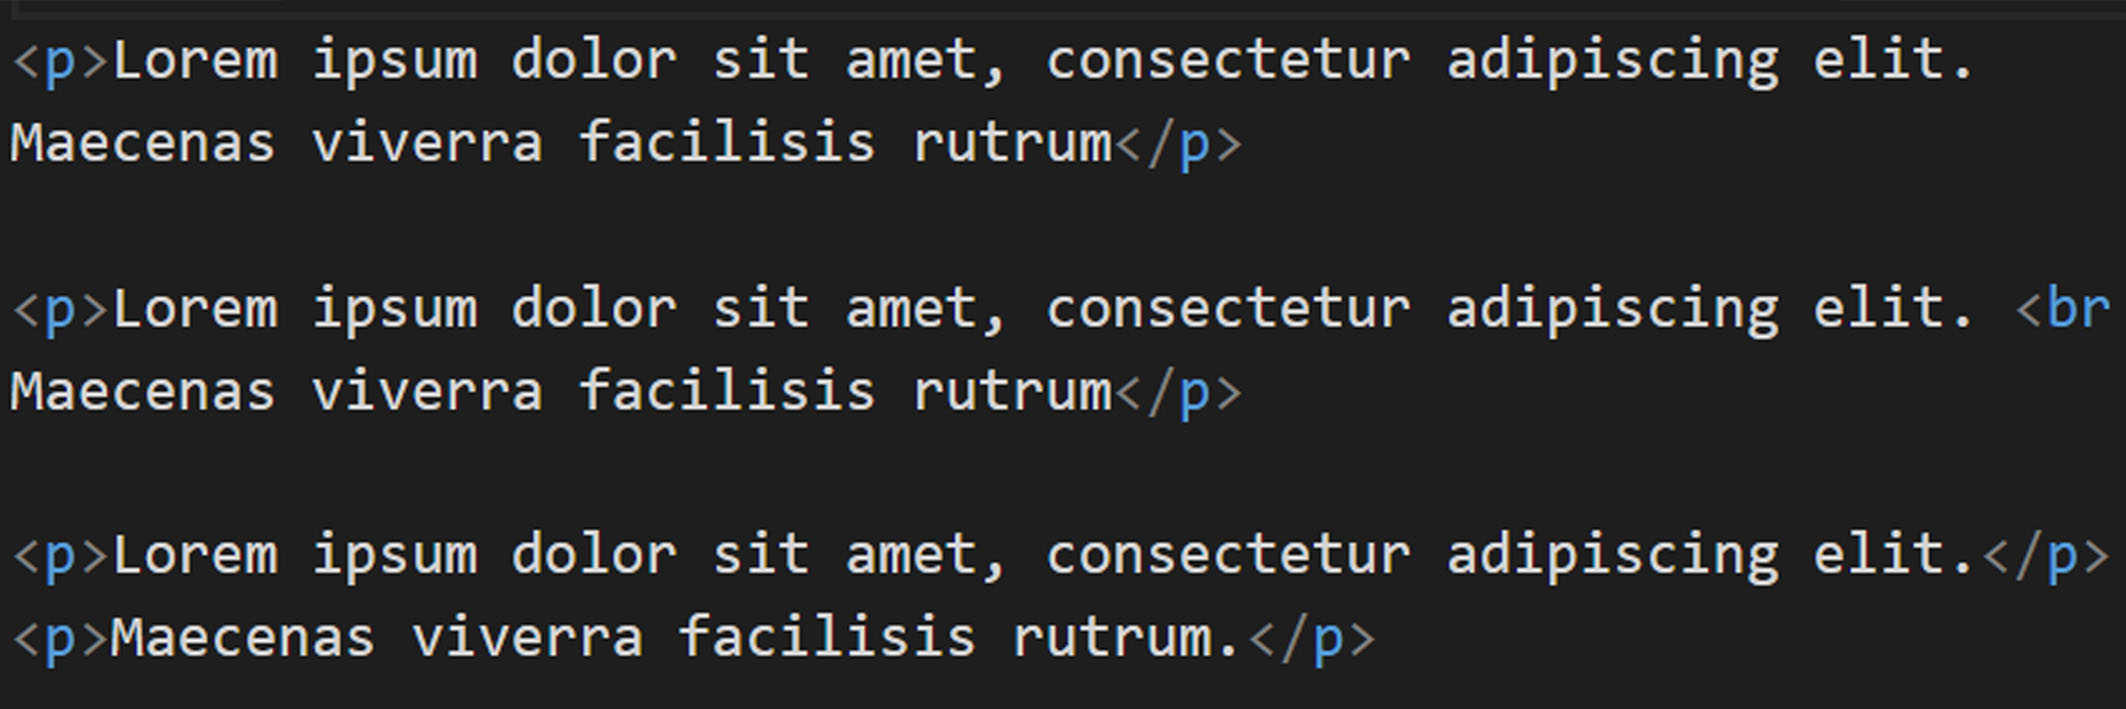 <p>Lorem ipsum dolor sit amet, consectetur adipiscing elit.
Maecenas viverra facilisis rutrum</p>
<p>Lorem ipsum dolor sit amet, consectetur adipiscing elit. <br
Maecenas viverra facilisis rutrum</p>
<p>Lorem ipsum dolor sit amet, consectetur adipiscing elit.</p>
<p>Maecenas viverra facilisis rutrum.</p>